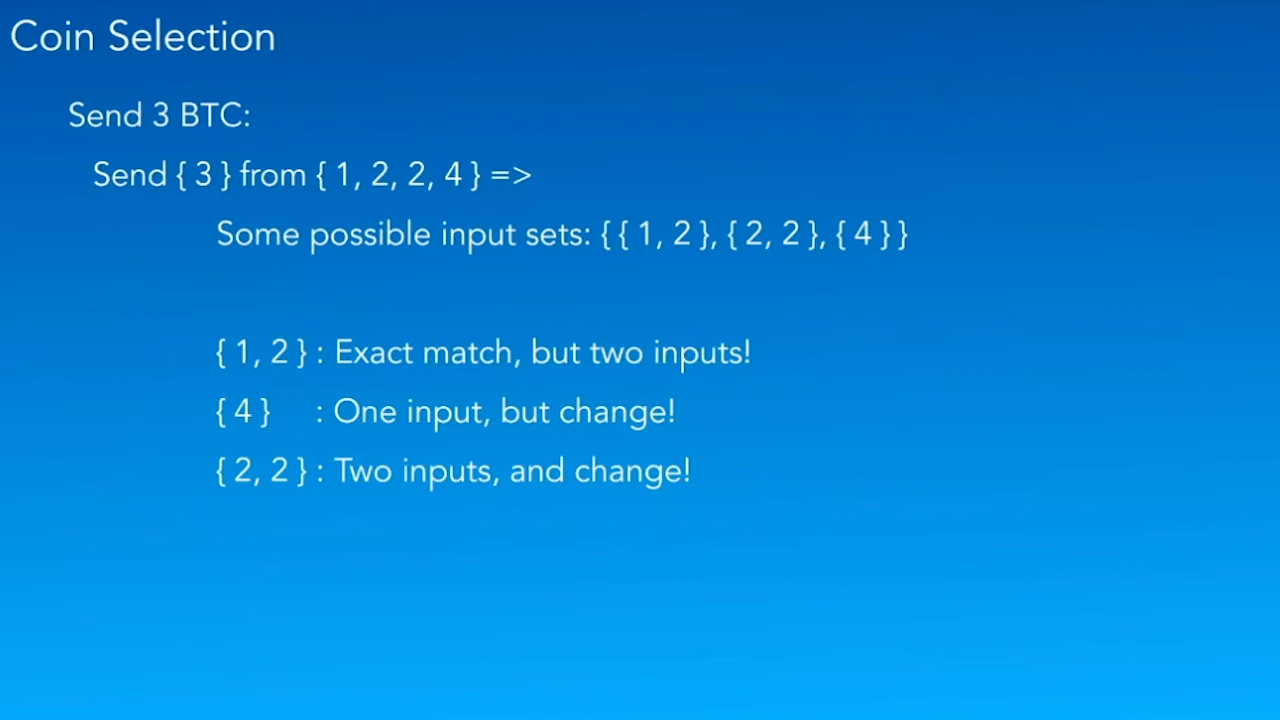 Coin Selection
Send 3 BTC:
Send { 3 } from { 1, 2, 2, 4 } =>
Some possible input sets: { { 1, 2 }, { 2, 2 }, { 4 } }
{ 1, 2 } : Exact match, but two inputs!
{ 4 } : One input, but change!
{ 2, 2 } : Two inputs, and change!